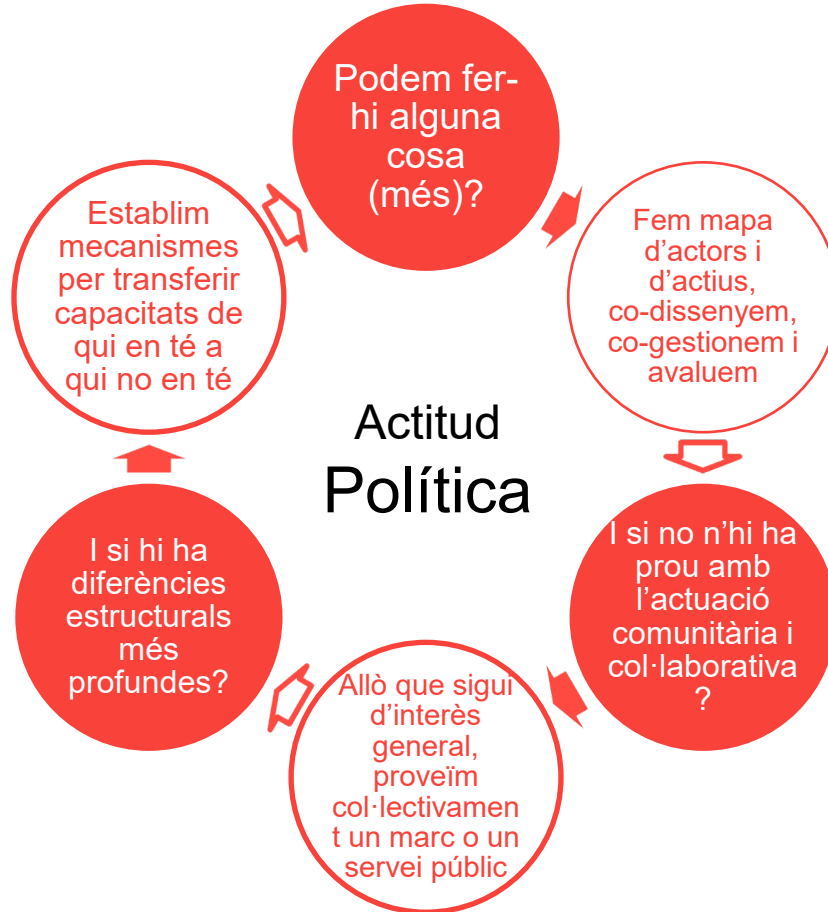 Podem fer-
hi alguna
cosa
(més)?
Fem mapa
d’actors i
d’actius,
co-dissenyem,
co-gestionem i
avaluem
I si no n’hi ha
prou amb
l’actuació
comunitària i
col·laborativa
?
Allò que sigui
d’interès
general,
proveïm
col·lectivamen
t un marc o un
servei públic
I si hi ha
diferències
estructurals
més
profundes?
Establim
mecanismes
per transferir
capacitats de
qui en té a
qui no en té
Actitud
Política